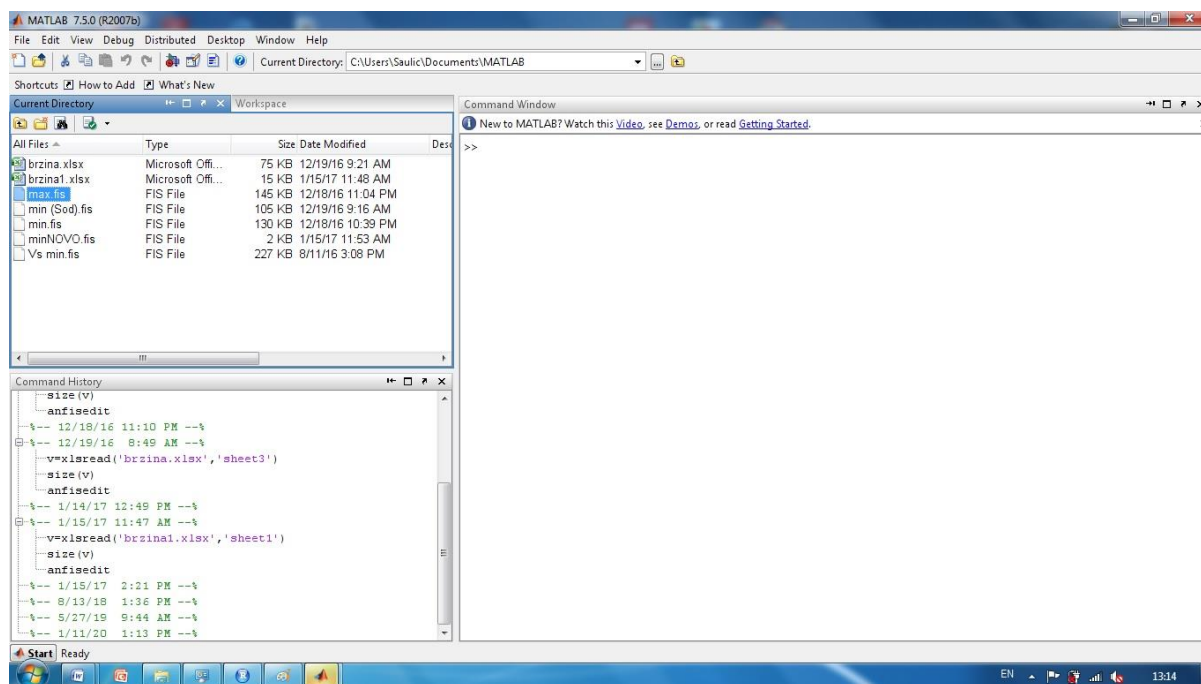 MATLAB 7.5.0 (R2007b)
File Edit View Debug Distributed Desktop Window Help
Current Directory: C:\Users\Saulic\Documents\MATLAB
Shortcuts How to Add What's New
Current Directory Workspace
All Files Type Size Date Modified Desc
brzina.xlsx Microsoft Offi... 75 KB 12/19/16 9:21 AM
brzina1.xlsx Microsoft Offi... 15 KB 1/15/17 11:48 AM
max.fis FIS File 145 KB 12/18/16 11:04 PM
min (Sod).fis FIS File 105 KB 12/19/16 9:16 AM
min.fis FIS File 130 KB 12/18/16 10:39 PM
minNOVO.fis FIS File 2 KB 1/15/17 11:53 AM
Vs min.fis FIS File 227 KB 8/11/16 3:08 PM
Command History
size(v)
anfisedit
%-- 12/18/16 11:10 PM --%
%-- 12/19/16 8:49 AM --%
v=xlsread('brzina.xlsx','sheet3')
size(v)
anfisedit
%-- 1/14/17 12:49 PM --%
%-- 1/15/17 11:47 AM --%
v=xlsread('brzina1.xlsx','sheet1')
size(v)
anfisedit
%-- 1/15/17 2:21 PM --%
%-- 8/13/18 1:36 PM --%
%-- 5/27/19 9:44 AM --%
%-- 1/11/20 1:13 PM --%
Command Window
New to MATLAB? Watch this Video, see Demos, or read Getting Started.
>>
Start Ready
EN 13:14